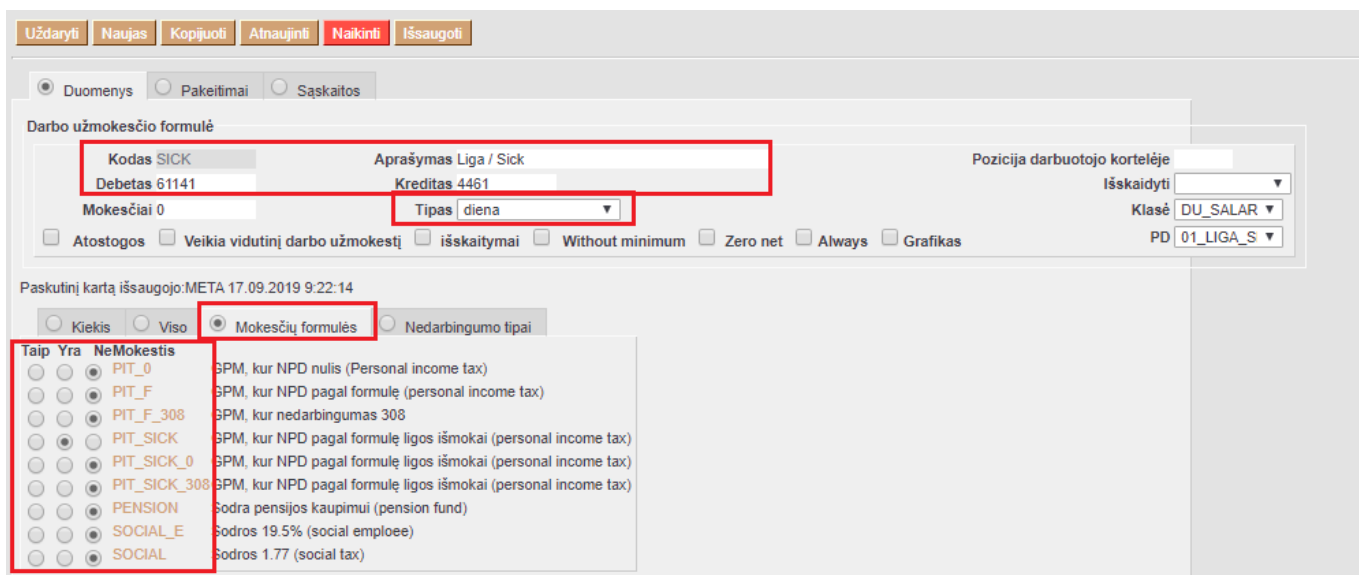 Uždaryti Naujas Kopijuoti Atnaujinti Naikinti Išsaugoti
Duomenys Pakeitimai Sąskaitos
Darbo užmokesčio formulė
Kodas SICK Aprašymas Liga / Sick Pozicija darbuotojo kortelėje
Debetas 61141 Kreditas 4461 Išskaidyti
Mokesčiai 0 Tipas diena Klasė DU_SALAR
Atostogos Veikia vidutinį darbo užmokestį išskaitymai Without minimum Zero net Always Grafikas PD 01_LIGA_S
Paskutinį kartą išsaugojo:META 17.09.2019 9:22:14
Kiekis Viso Mokesčių formulės Nedarbingumo tipai
Taip Yra Ne Mokestis
PIT_0 GPM, kur NPD nulis (Personal income tax)
PIT_F GPM, kur NPD pagal formulę (personal income tax)
PIT_F_308 GPM, kur nedarbingumas 308
PIT_SICK GPM, kur NPD pagal formulę ligos išmokai (personal income tax)
PIT_SICK_0 GPM, kur NPD pagal formulę ligos išmokai (personal income tax)
PIT_SICK_308 GPM, kur NPD pagal formulę ligos išmokai (personal income tax)
PENSION Sodra pensijos kaupimui (pension fund)
SOCIAL_E Sodros 19.5% (social emploee)
SOCIAL Sodros 1.77 (social tax)